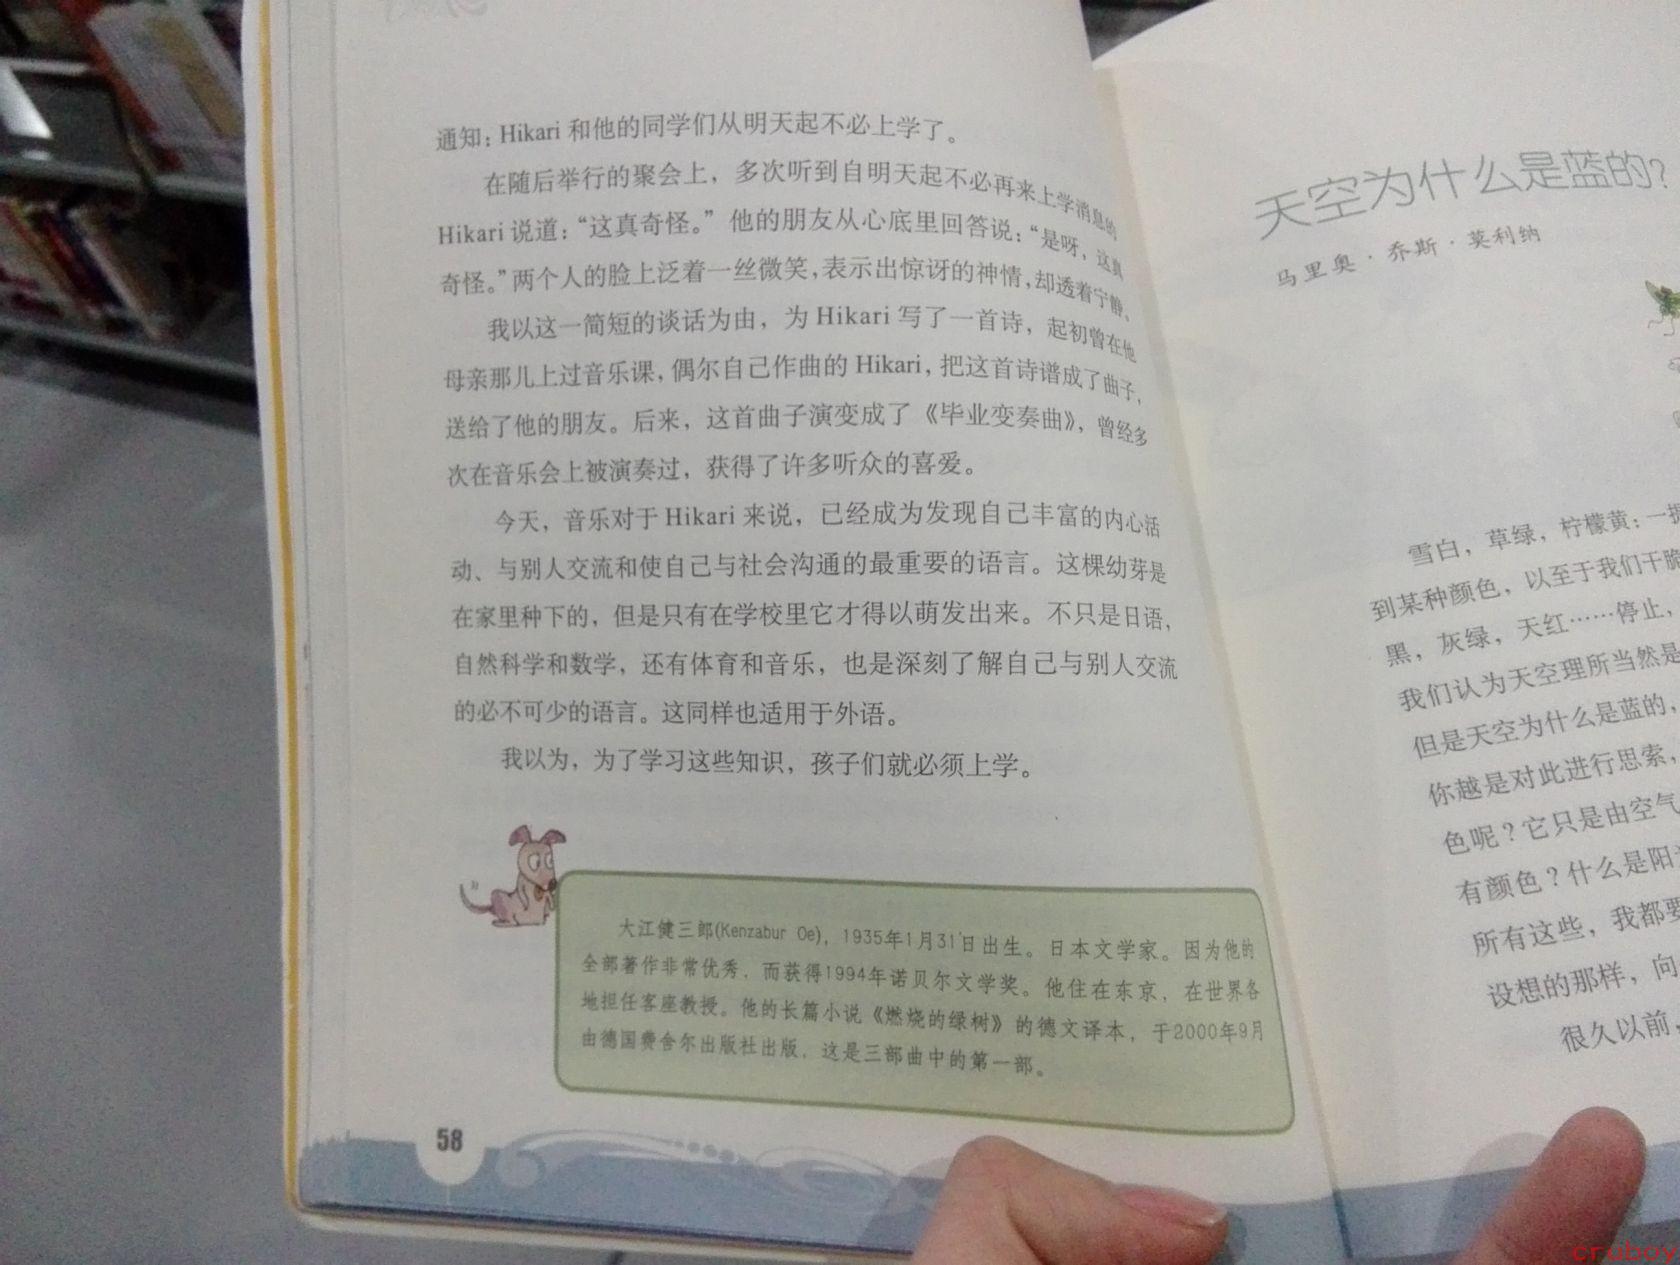 通知：Hikari 和他的同学们从明天起不必上学了。
在随后举行的聚会上，多次听到自明天起不必再来上学消息的
Hikari 说道：“这真奇怪。”他的朋友从心底里回答说：“是呀，这真
奇怪。”两个人的脸上泛着一丝微笑，表示出惊讶的神情，却透着宁静。
我以这一简短的谈话为由，为 Hikari 写了一首诗，起初曾在他
母亲那儿上过音乐课，偶尔自己作曲的 Hikari，把这首诗谱成了曲子，
送给了他的朋友。后来，这首曲子演变成了《毕业变奏曲》，曾经多
次在音乐会上被演奏过，获得了许多听众的喜爱。
今天，音乐对于 Hikari 来说，已经成为发现自己丰富的内心活
动、与别人交流和使自己与社会沟通的最重要的语言。这棵幼芽是
在家里种下的，但是只有在学校里它才得以萌发出来。不只是日语，
自然科学和数学，还有体育和音乐，也是深刻了解自己与别人交流
的必不可少的语言。这同样也适用于外语。
我以为，为了学习这些知识，孩子们就必须上学。
大江健三郎(Kenzabur Oe)，1935年1月31日出生。日本文学家。因为他的
全部著作非常优秀，而获得1994年诺贝尔文学奖。他住在东京，在世界各
地担任客座教授。他的长篇小说《燃烧的绿树》的德文译本，于2000年9月
由德国费舍尔出版社出版，这是三部曲中的第一部。
58
天空为什么是蓝的？
马里奥·乔斯·莫利纳
雪白，草绿，柠檬黄：一提
到某种颜色，以至于我们干脆
黑，灰绿，天红……停止，
我们认为天空理所当然是
但是天空为什么是蓝的，
你越是对此进行思索，
色呢？它只是由空气
有颜色？什么是阳
所有这些，我都要
设想的那样，向
很久以前，
cruboy